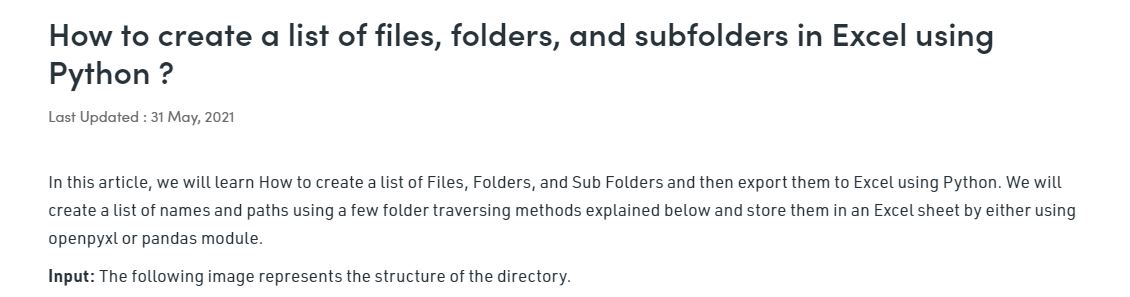 How to create a list of files, folders, and subfolders in Excel using
Python ?
Last Updated : 31 May, 2021
In this article, we will learn How to create a list of Files, Folders, and Sub Folders and then export them to Excel using Python. We will
create a list of names and paths using a few folder traversing methods explained below and store them in an Excel sheet by either using
openpyxl or pandas module.
Input: The following image represents the structure of the directory.